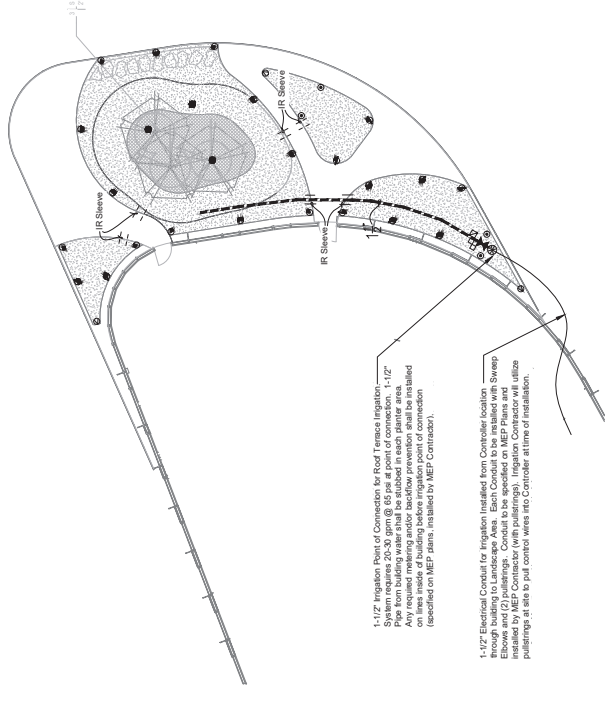 IR Sleeve
IR Sleeve
IR Sleeve
1-1/2" Irrigation Point of Connection for Roof Terrace Irrigation.
System requires 20-30 gpm @ 65 psi at point of connection. 1-1/2"
Pipe from building water shall be stubbed in each planter area.
Any required metering and/or backflow prevention shall be installed
on lines inside of building before irrigation point of connection
(specified on MEP plans, installed by MEP Contractor).
1-1/2" Electrical Conduit for Irrigation Installed from Controller location
through building to Landscape Area. Each Conduit to be installed with Sweep
Elbows and (2) pullstrings. Conduit to be specified on MEP Plans and
installed by MEP Contractor (with pullstrings). Irrigation Contractor will utilize
pullstrings at site to pull control wires into Controller at time of installation.